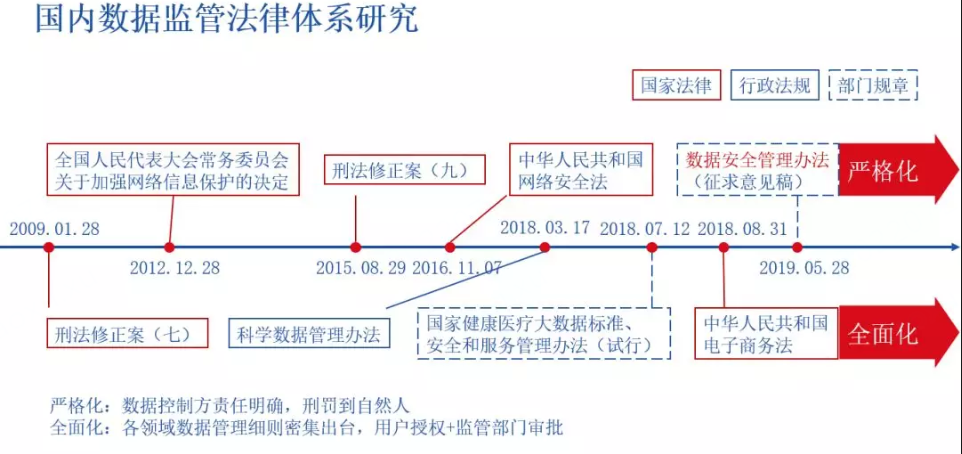 国内数据监管法律体系研究
国家法律
行政法规
部门规章
全国人民代表大会常务委员会
关于加强网络信息保护的决定
刑法修正案（九）
中华人民共和国
网络安全法
数据安全管理办法
（征求意见稿）
严格化
2009.01.28
2018.03.17
2018.07.12
2018.08.31
2012.12.28
2015.08.29
2016.11.07
2019.05.28
刑法修正案（七）
科学数据管理办法
国家健康医疗大数据标准、
安全和服务管理办法（试行）
中华人民共和国
电子商务法
全面化
严格化：数据控制方责任明确，刑罚到自然人
全面化：各领域数据管理细则密集出台，用户授权+监管部门审批